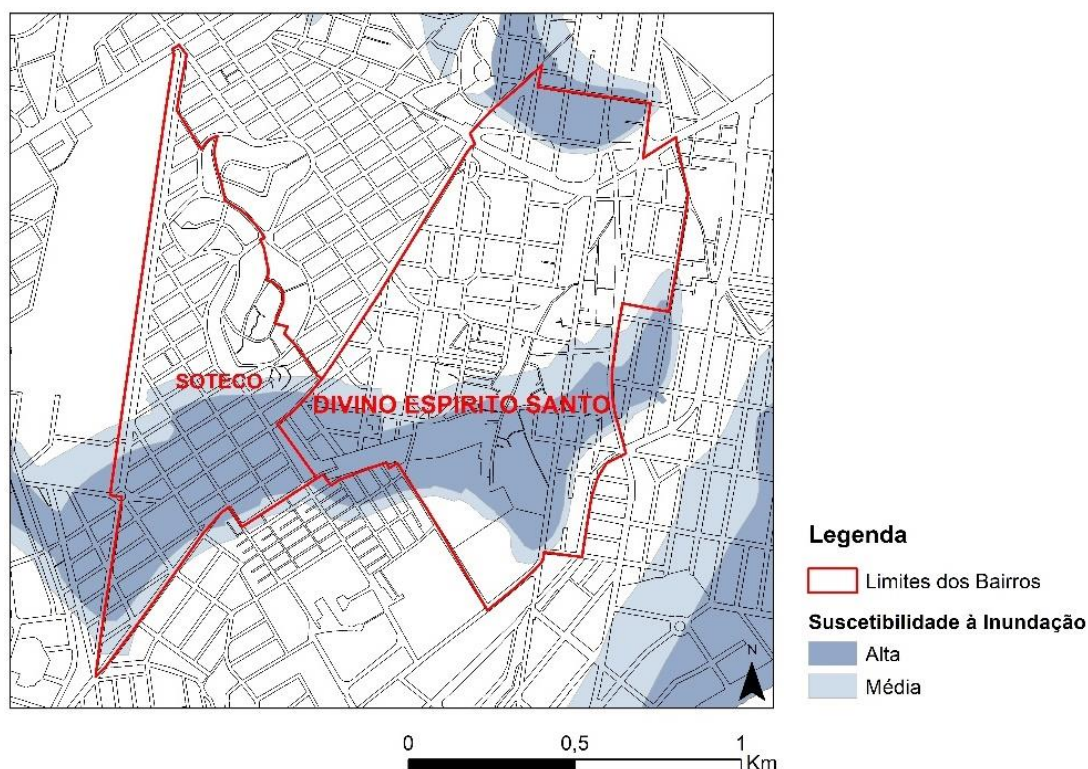 SOTECO
DIVINO ESPIRITO SANTO
Legenda
Limites dos Bairros
Suscetibilidade à Inundação
Alta
Média
N
0 0,5 1
Km